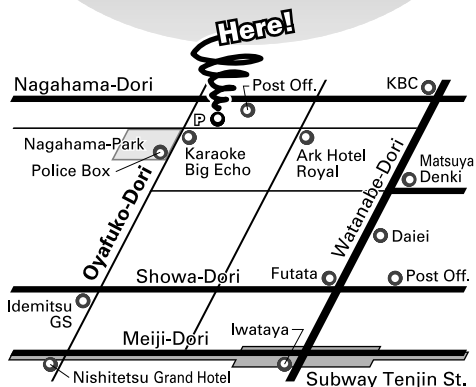 Here!
Nagahama-Dori
Post Off.
KBC
P
Nagahama-Park
Police Box
Karaoke
Big Echo
Ark Hotel
Royal
Matsuya
Denki
Oyafuko-Dori
Watanabe-Dori
Daiei
Showa-Dori
Futata
Post Off.
Idemitsu
GS
Meiji-Dori
Iwataya
Nishitetsu Grand Hotel
Subway Tenjin St.